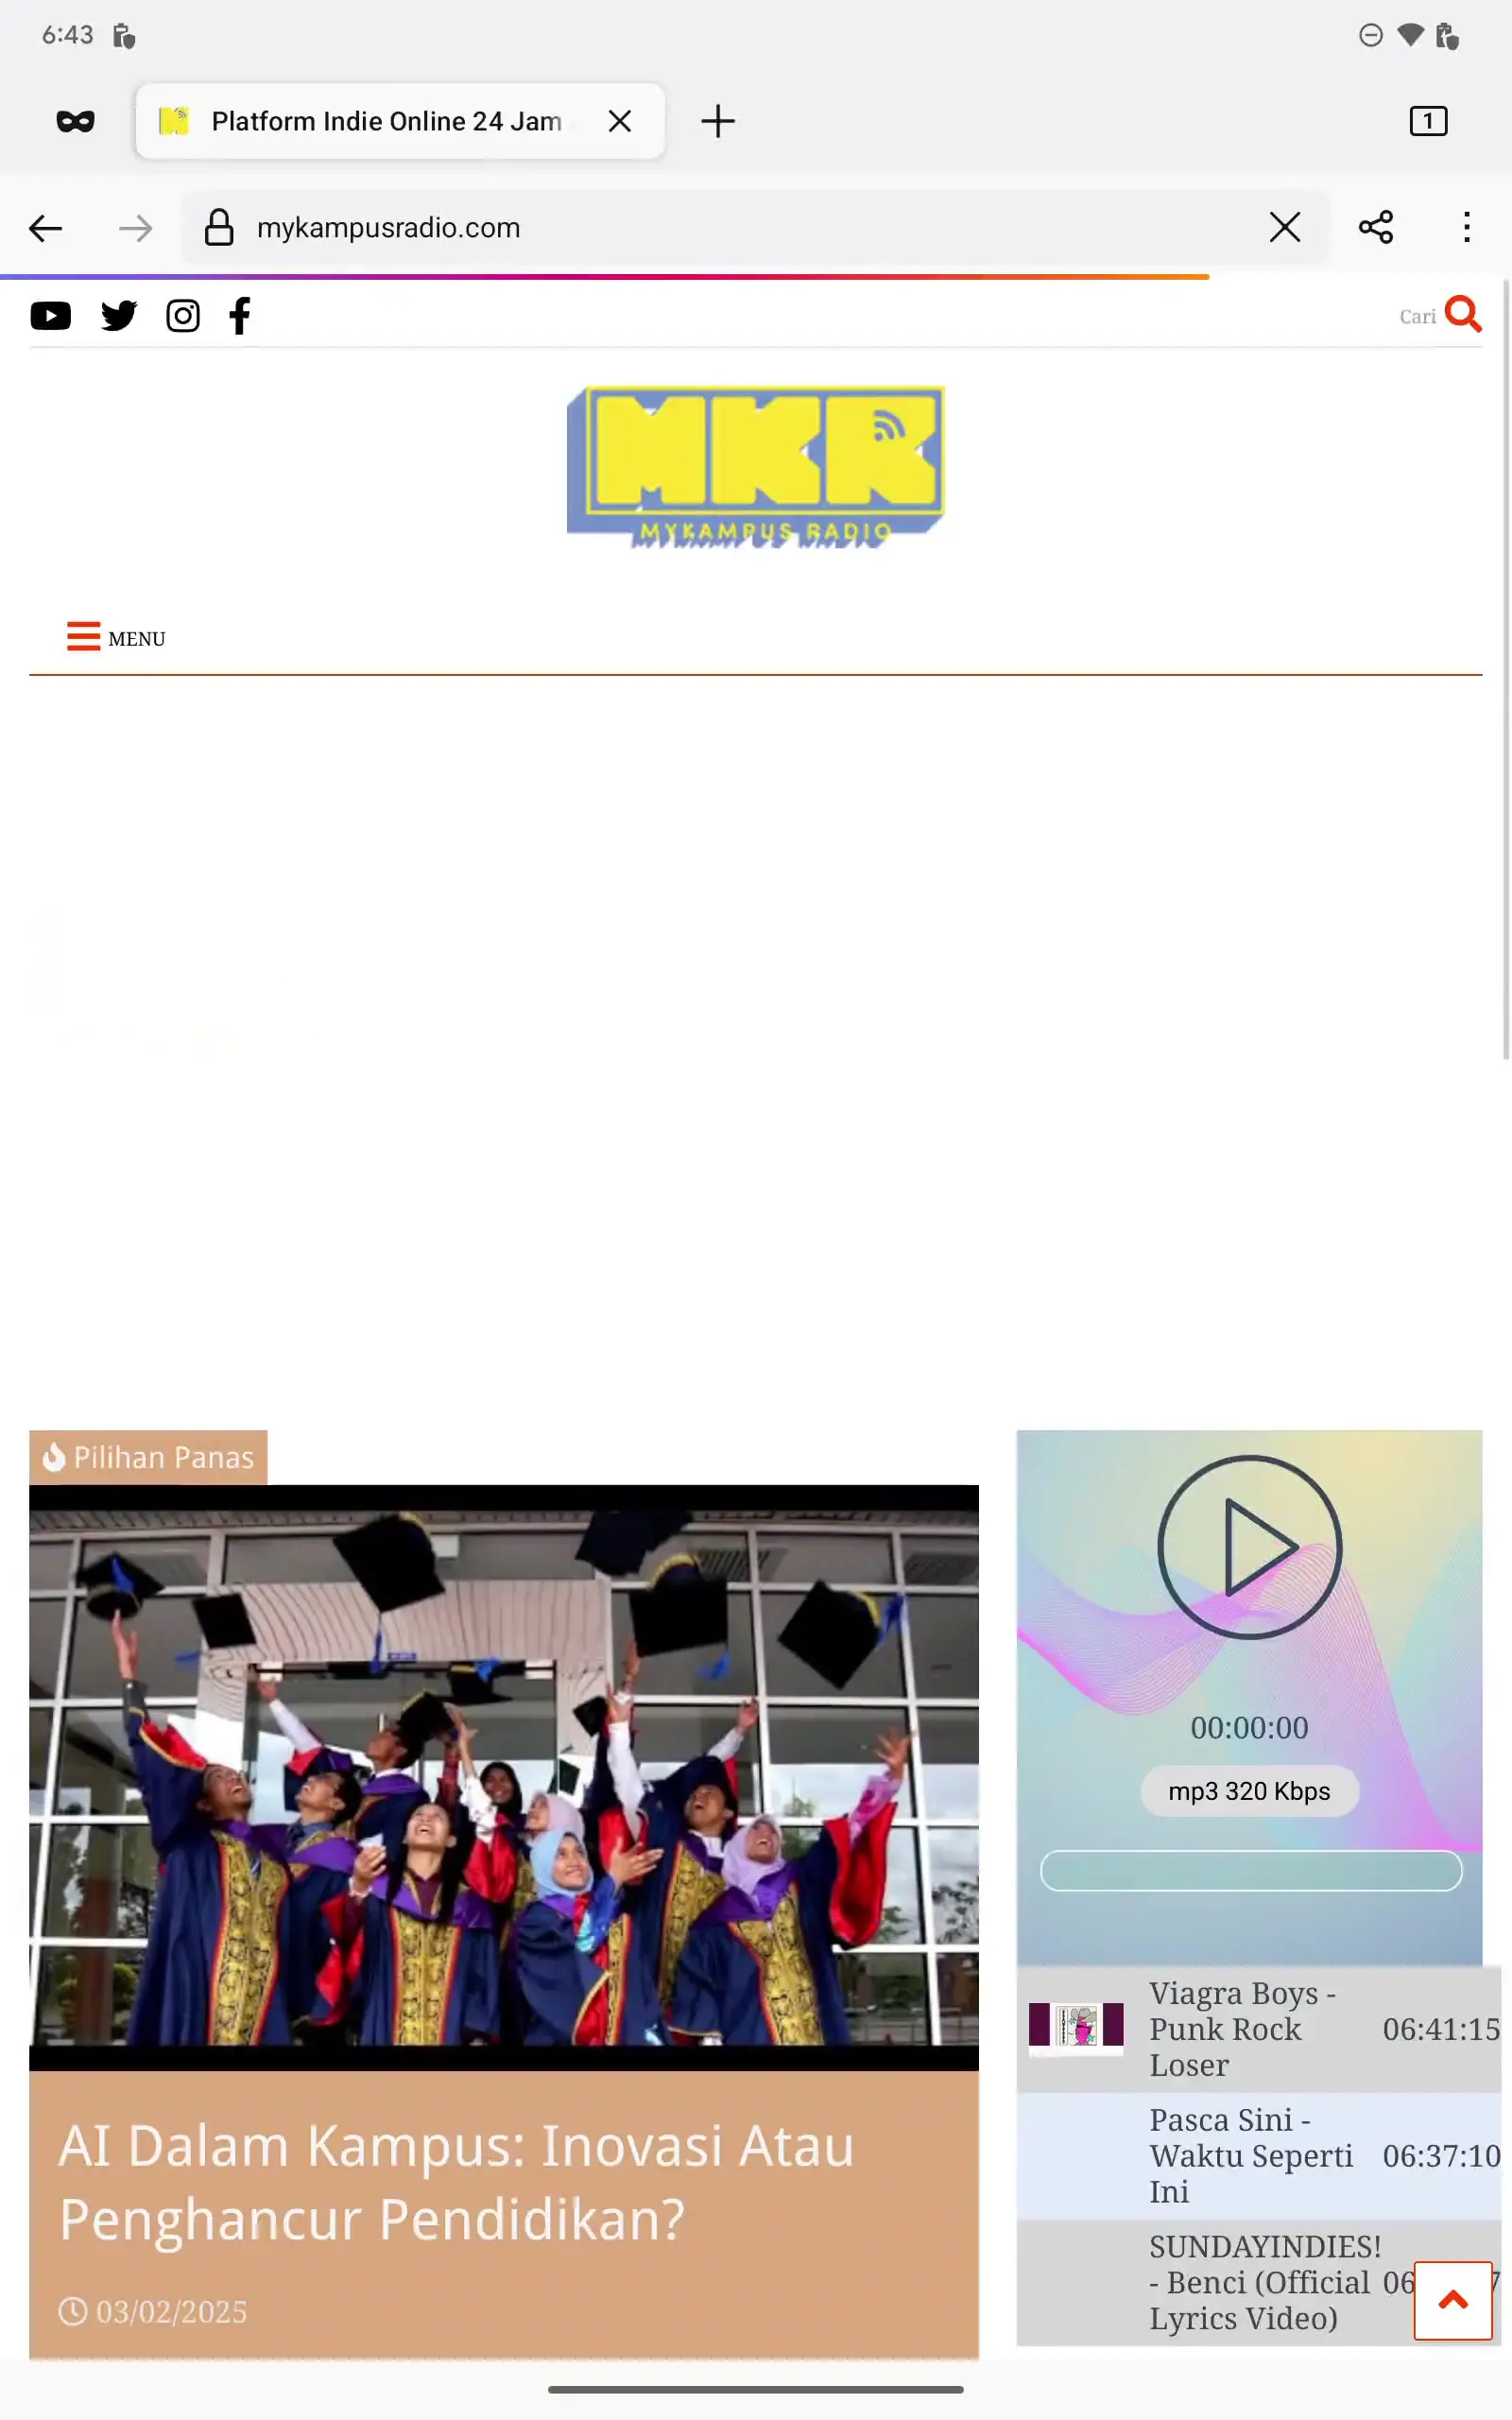 6:43
Platform Indie Online 24 Jam
1
mykampusradio.com
Cari
MKR
MYKAMPUS RADIO
MENU
Pilihan Panas
00:00:00
mp3 320 Kbps
Viagra Boys -
Punk Rock
Loser
06:41:15
Pasca Sini -
Waktu Seperti
Ini
06:37:10
SUNDAYINDIES!
- Benci (Official
Lyrics Video)
AI Dalam Kampus: Inovasi Atau
Penghancur Pendidikan?
03/02/2025